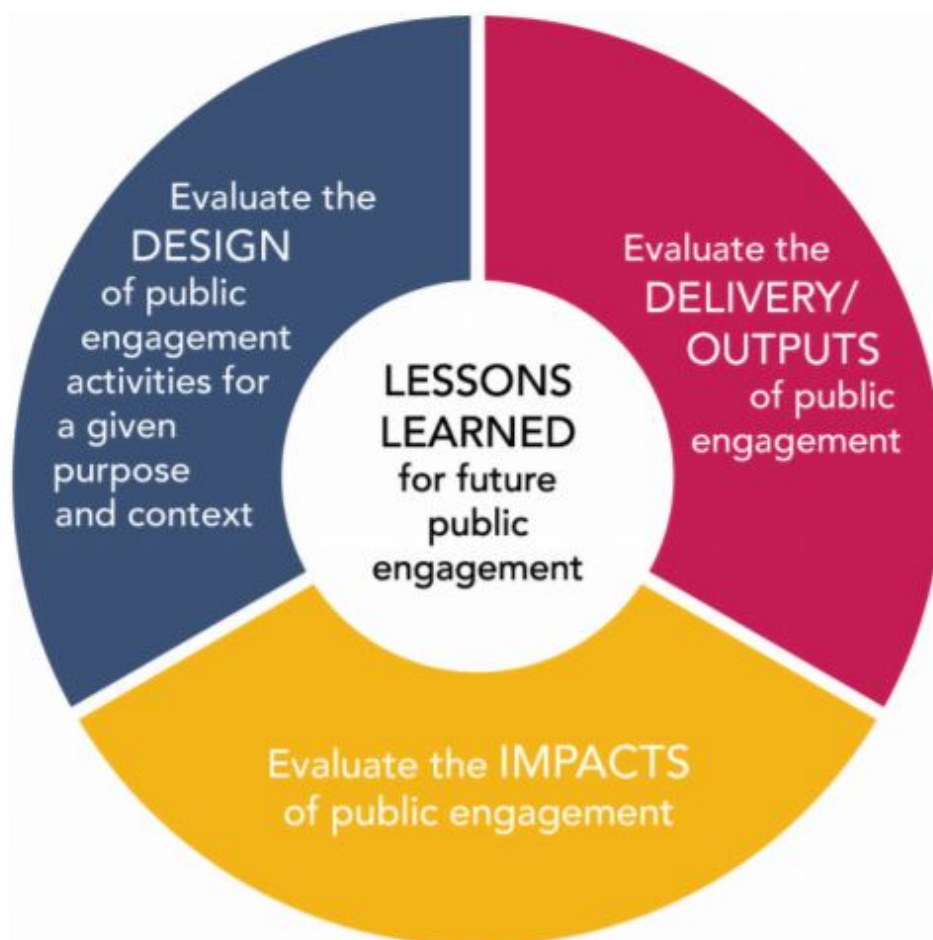 Evaluate the
DESIGN
of public
engagement
activities for
a given
purpose
and context
Evaluate the
DELIVERY/
OUTPUTS
of public
engagement
LESSONS
LEARNED
for future
public
engagement
Evaluate the IMPACTS
of public engagement